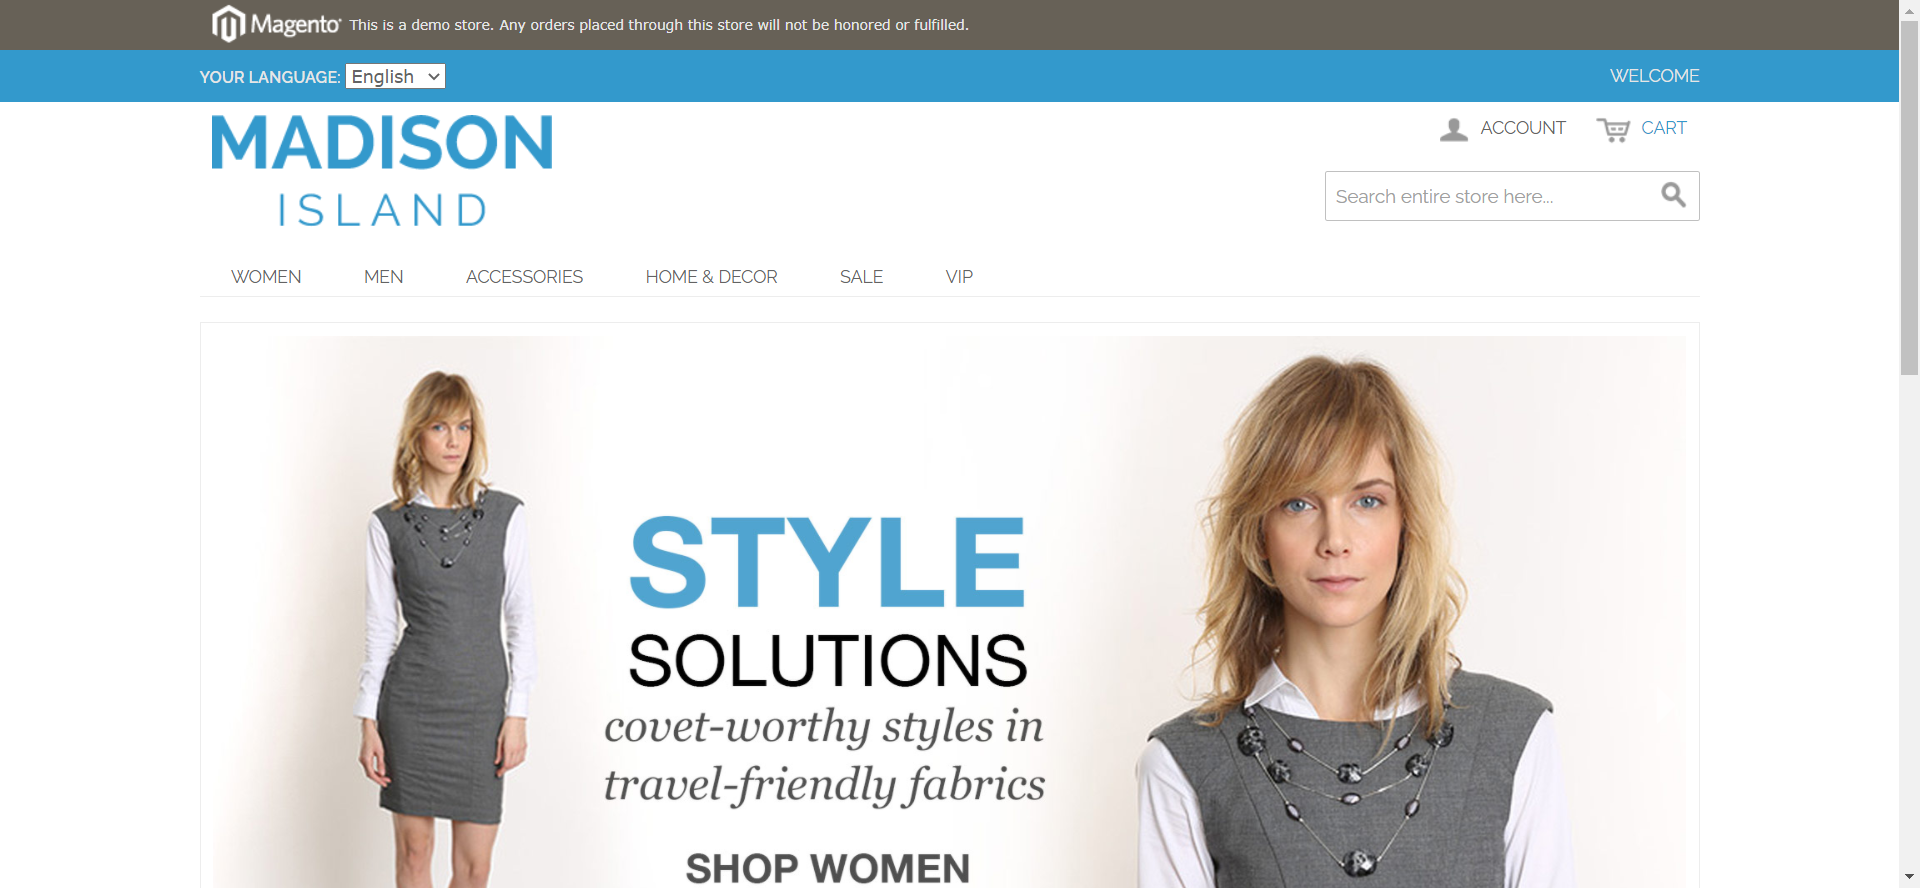 Magento This is a demo store. Any orders placed through this store will not be honored or fulfilled.
YOUR LANGUAGE: English
WELCOME
MADISON
ISLAND
ACCOUNT
CART
Search entire store here...
WOMEN MEN ACCESSORIES HOME & DECOR SALE VIP
STYLE
SOLUTIONS
covet-worthy styles in
travel-friendly fabrics
SHOP WOMEN